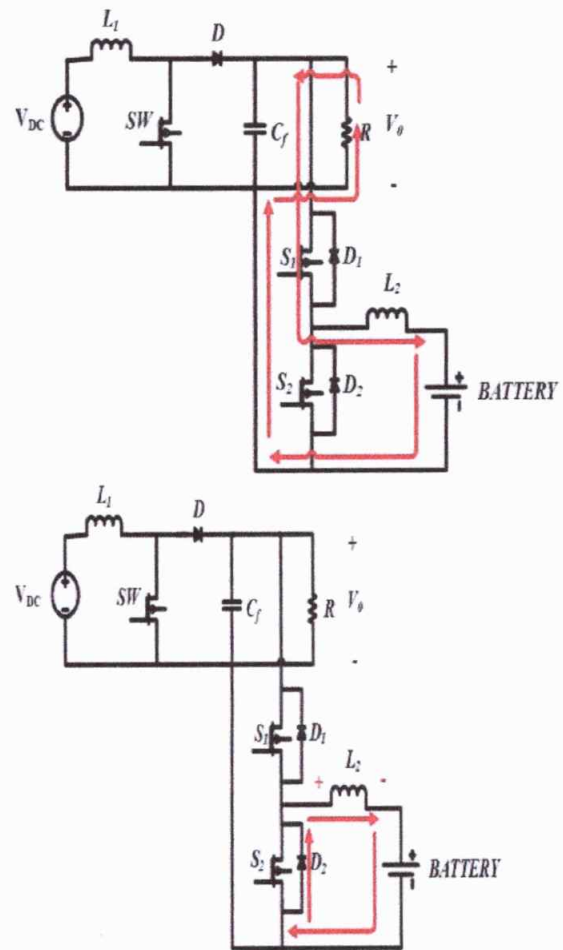 L1
D
VDC
SW
Cf
R
+
V0
-
S1
D1
L2
S2
D2
+
-
BATTERY
L1
D
VDC
SW
Cf
R
+
V0
-
S1
D1
L2
+
-
S2
D2
+
-
BATTERY